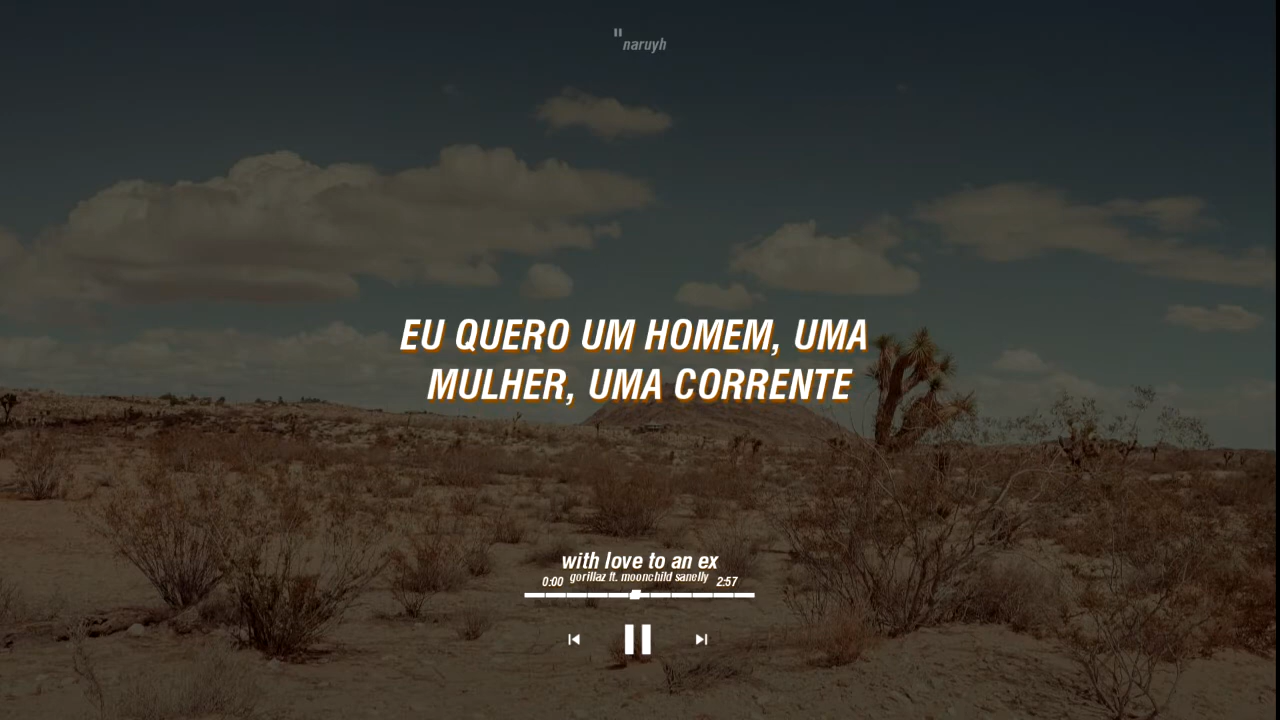 "naruyh
EU QUERO UM HOMEM, UMA
MULHER, UMA CORRENTE
with love to an ex
0:00 gorillaz ft. moonchild sanelly 2:57